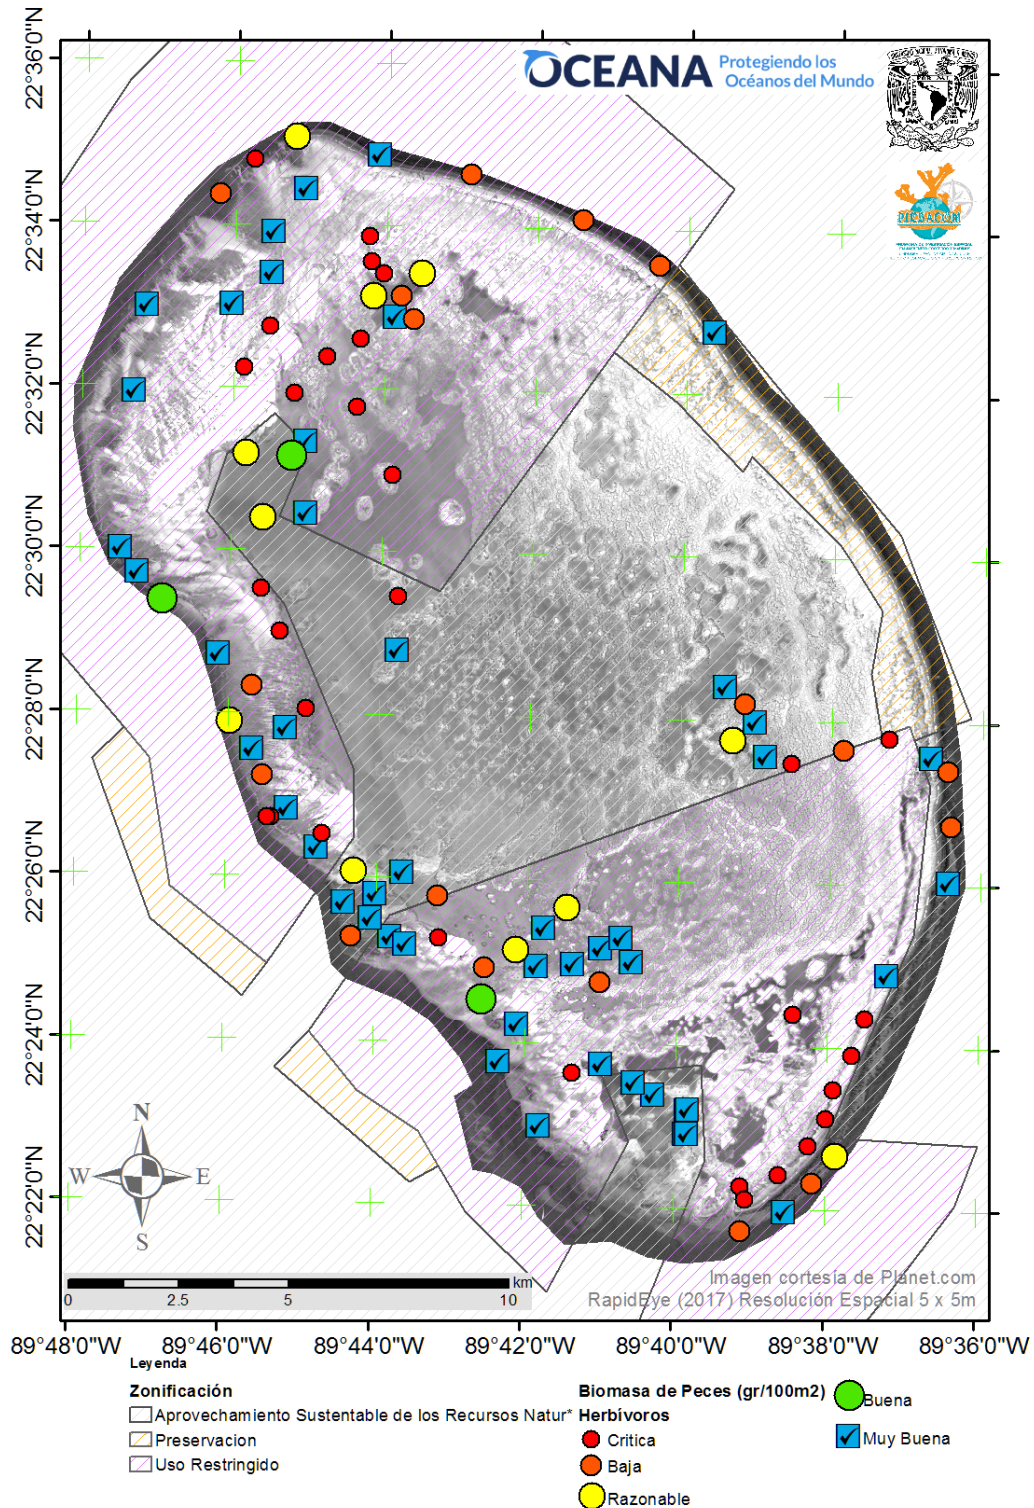 OCEANA
Protegiendo los
Océanos del Mundo
22°36'0"N
22°34'0"N
22°32'0"N
22°30'0"N
22°28'0"N
22°26'0"N
22°24'0"N
22°22'0"N
N
W
E
S
km
0
2.5
5
10
Imagen cortesía de Planet.com
RapidEye (2017) Resolución Espacial 5 x 5m
89°48'0"W
89°46'0"W
89°44'0"W
89°42'0"W
89°40'0"W
89°38'0"W
89°36'0"W
Leyenda
Zonificación
Aprovechamiento Sustentable de los Recursos Natur*
Preservacion
Uso Restringido
Biomasa de Peces (gr/100m2)
Herbívoros
Critica
Baja
Razonable
Buena
Muy Buena